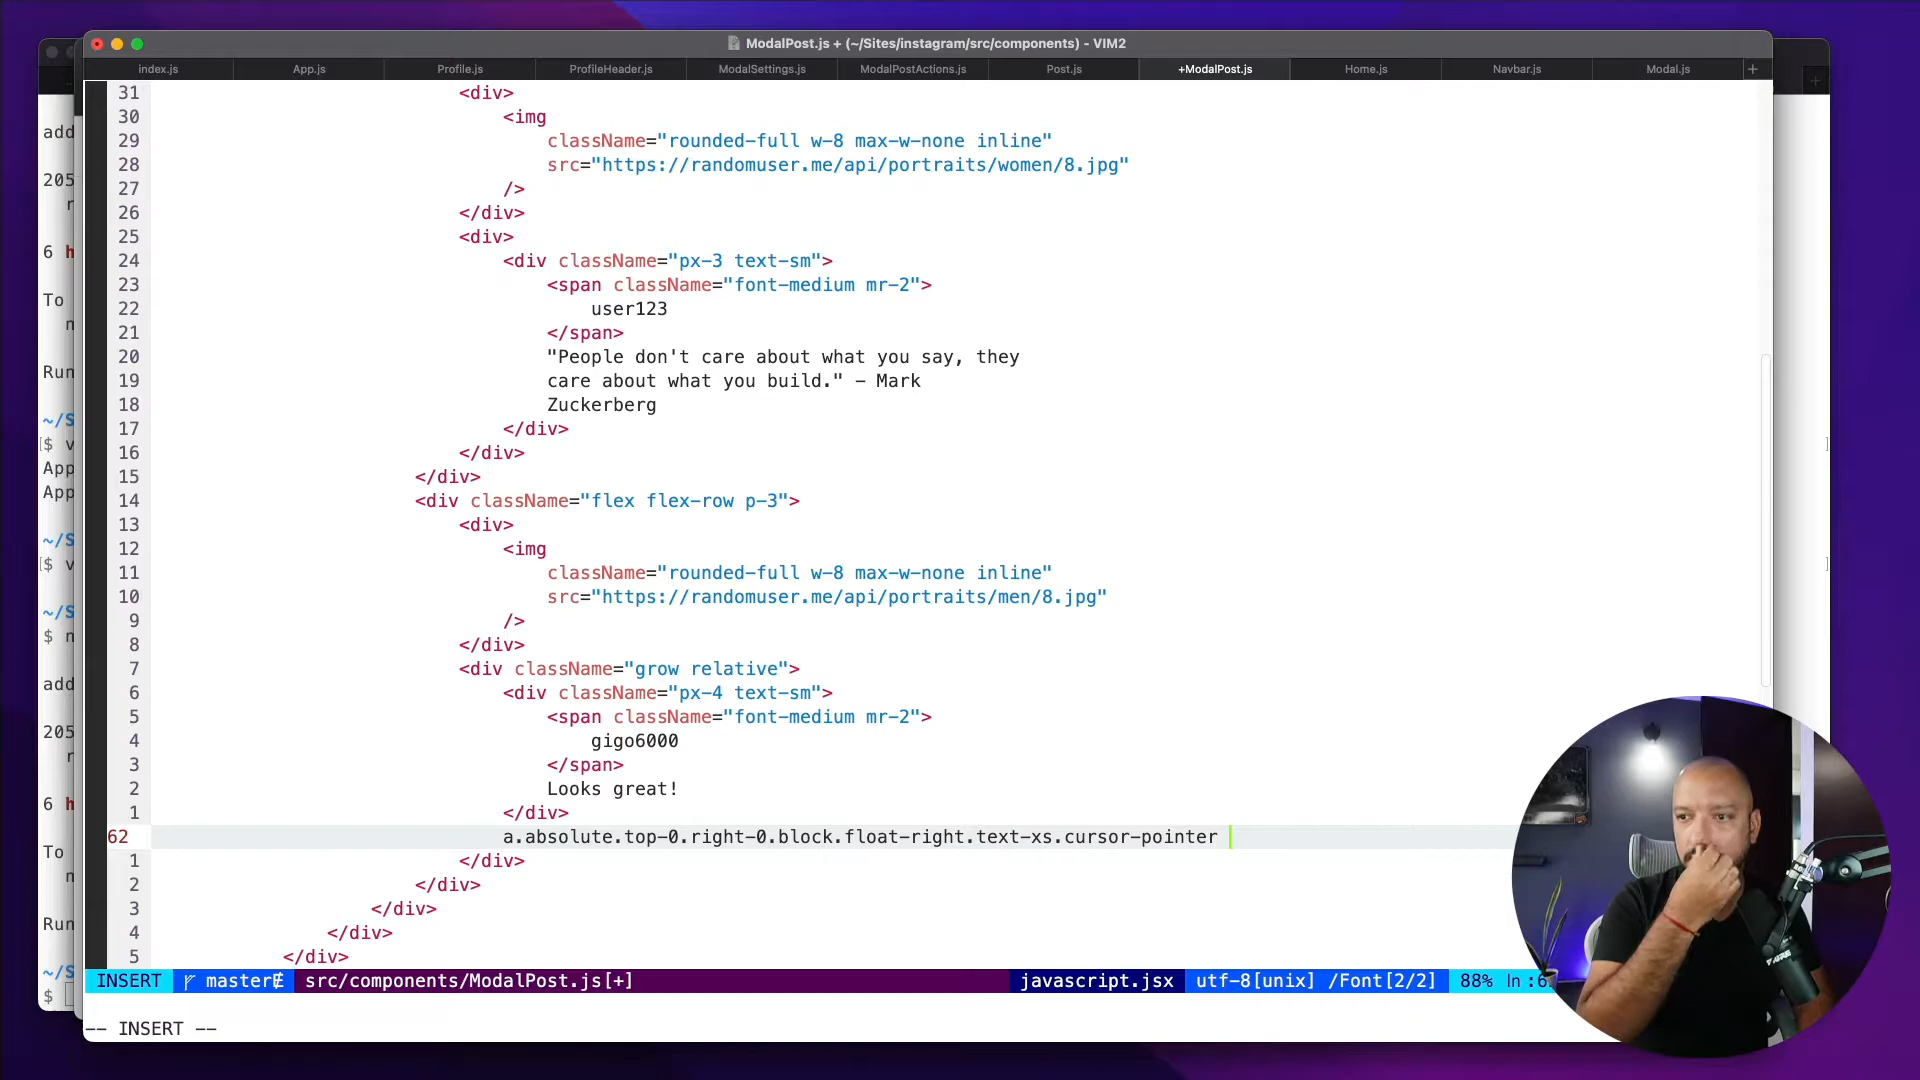 ModalPost.js + (~/Sites/instagram/src/components) - VIM2
index.js App.js Profile.js ProfileHeader.js ModalSettings.js ModalPostActions.js Post.js +ModalPost.js Home.js Navbar.js Modal.js +
31 <div>
30 <img
29 className="rounded-full w-8 max-w-none inline"
28 src="https://randomuser.me/api/portraits/women/8.jpg"
27 />
26 </div>
25 <div>
24 <div className="px-3 text-sm">
23 <span className="font-medium mr-2">
22 user123
21 </span>
20 "People don't care about what you say, they
19 care about what you build." - Mark
18 Zuckerberg
17 </div>
16 </div>
15 </div>
14 <div className="flex flex-row p-3">
13 <div>
12 <img
11 className="rounded-full w-8 max-w-none inline"
10 src="https://randomuser.me/api/portraits/men/8.jpg"
9 />
8 </div>
7 <div className="grow relative">
6 <div className="px-4 text-sm">
5 <span className="font-medium mr-2">
4 gigo6000
3 </span>
2 Looks great!
1 </div>
62 a.absolute.top-0.right-0.block.float-right.text-xs.cursor-pointer
1 </div>
2 </div>
3 </div>
4 </div>
5 </div>
INSERT master src/components/ModalPost.js[+] javascript.jsx utf-8[unix] /Font[2/2] 88% ln :6
-- INSERT --
add
205
r
6 h
To
n
Run
~/S
$ v
App
App
~/S
$ v
~/S
$ n
add
205
r
6 h
To
n
Run
~/S
$